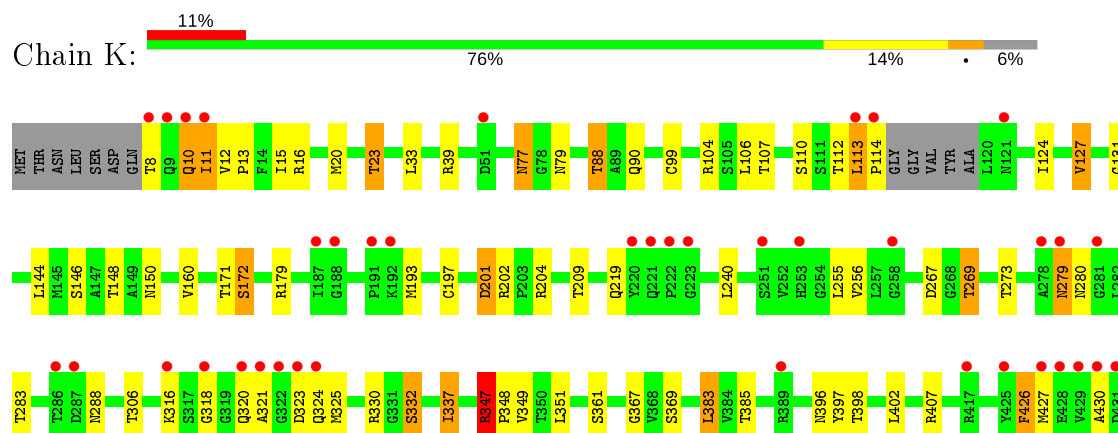 11%
Chain K:
76% 14% • 6%
MET THR ASN LEU SER ASP GLN T8 Q9 Q10 I11 V12 P13 F14 I15 R16 M20 T23 L33 R39 D51 N77 G78 N79 T88 A89 Q90 C99 R104 S105 L106 T107 S110 S111 T112 L113 P114 GLY GLY VAL TYR ALA L120 N121 I124 V127
L144 M145 S146 A147 T148 A149 N150 V160 T171 S172 R179 I187 G188 P191 K192 M193 C197 D201 R202 P203 R204 T209 Q219 Y220 Q221 P222 G223 L240 S251 V252 H253 G254 L255 V256 L257 G258 D267 G268 T269 T273 A278 N279 N280 G281 L282
T283 T286 D287 N288 T306 K316 S317 G318 G319 Q320 A321 G322 D323 Q324 M325 R330 G331 S332 I337 R347 P348 V349 T350 L351 S361 G367 V368 S369 L383 V384 T385 R389 N396 Y397 T398 L402 R407 R417 Y425 F426 M427 E428 V429 A430